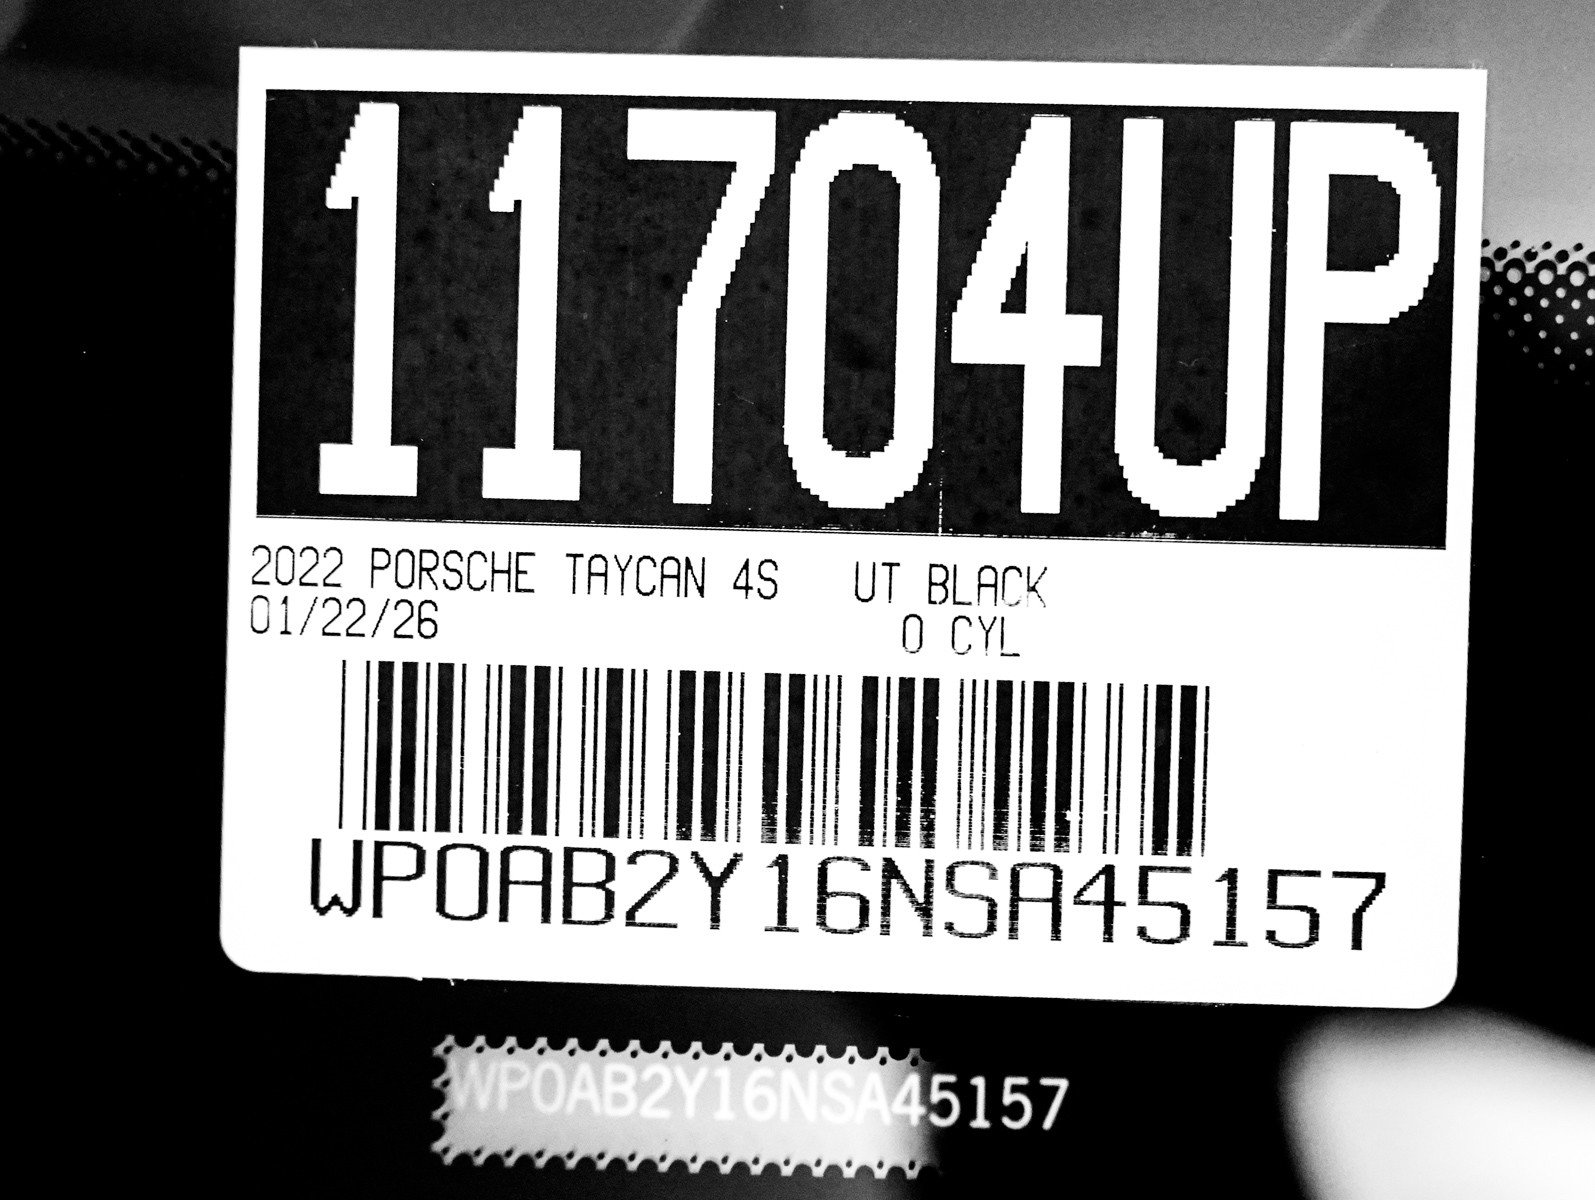 11704UP
2022 PORSCHE TAYCAN 4S UT BLACK
01/22/26 0 CYL
WP0AB2Y16NSA45157
WP0AB2Y16NSA45157